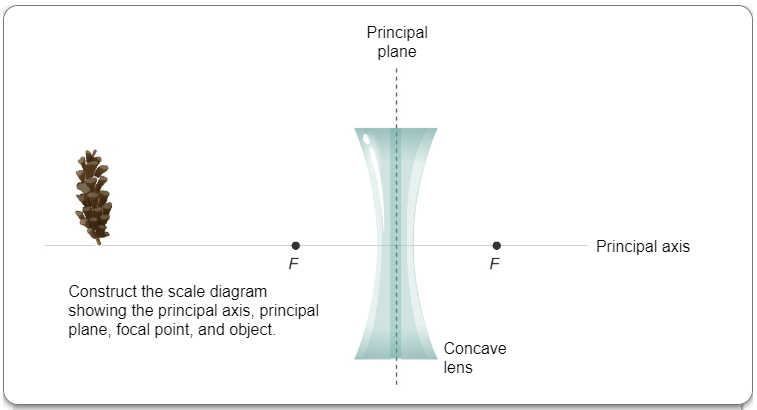 Principal
plane
Principal axis
F
F
Construct the scale diagram
showing the principal axis, principal
plane, focal point, and object.
Concave
lens